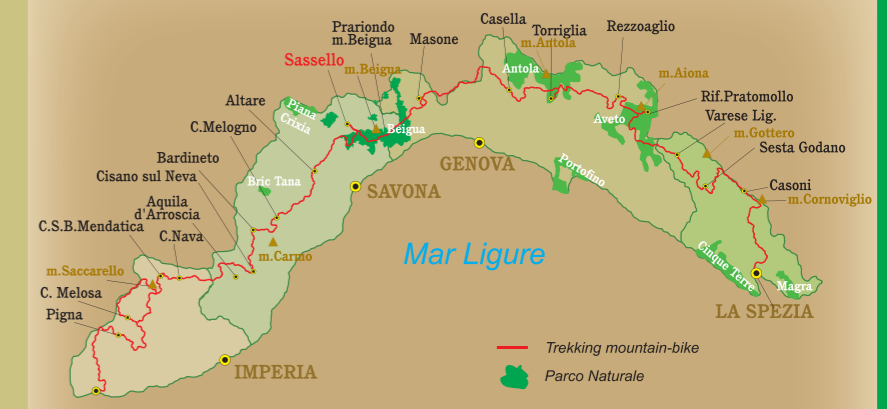 Casella
Torriglia
m.Antola
Rezzoaglio
Prariondo
m.Beigua
Masone
Sassello
m.Beigua
Antola
m.Aiona
Altare
Piana
Crixia
Rif.Pratomollo
C.Melogno
Beigua
Aveto
Varese Lig.
m.Gottero
Sesta Godano
Bardineto
GENOVA
Cisano sul Neva
Bric Tana
Portofino
Casoni
SAVONA
m.Cornoviglio
Aquila
d'Arroscia
C.S.B.Mendatica
C.Nava
m.Carmo
Mar Ligure
Cinque Terre
m.Saccarello
Magra
C. Melosa
LA SPEZIA
Pigna
Trekking mountain-bike
IMPERIA
Parco Naturale